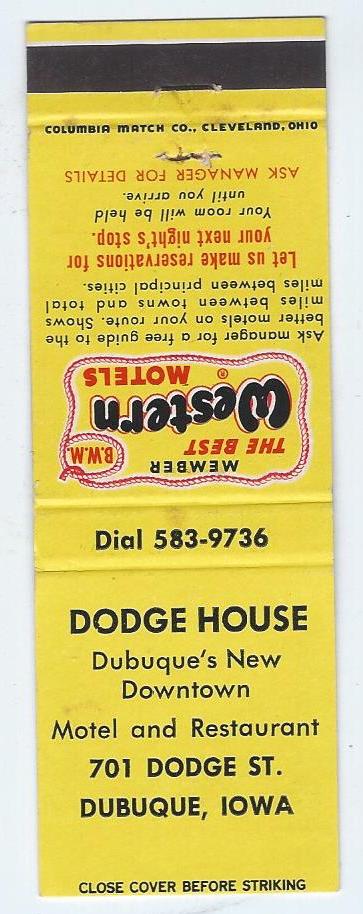 COLUMBIA MATCH CO., CLEVELAND, OHIO
MEMBER
THE BEST
B.W.M.
Western
MOTELS ®
Ask manager for a free guide to the
better motels on your route. Shows
miles between towns and total
miles between principal cities.
Let us make reservations for
your next night's stop.
Your room will be held
until you arrive.
ASK MANAGER FOR DETAILS
Dial 583-9736
DODGE HOUSE
Dubuque's New
Downtown
Motel and Restaurant
701 DODGE ST.
DUBUQUE, IOWA
CLOSE COVER BEFORE STRIKING